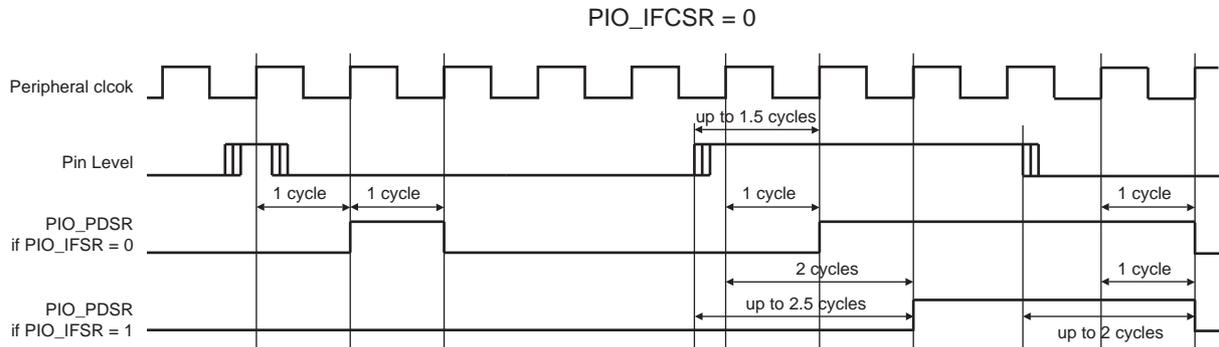 PIO_IFCSR = 0
Peripheral clcok
up to 1.5 cycles
Pin Level
1 cycle
1 cycle
1 cycle
1 cycle
PIO_PDSR
if PIO_IFSR = 0
2 cycles
1 cycle
PIO_PDSR
if PIO_IFSR = 1
up to 2.5 cycles
up to 2 cycles